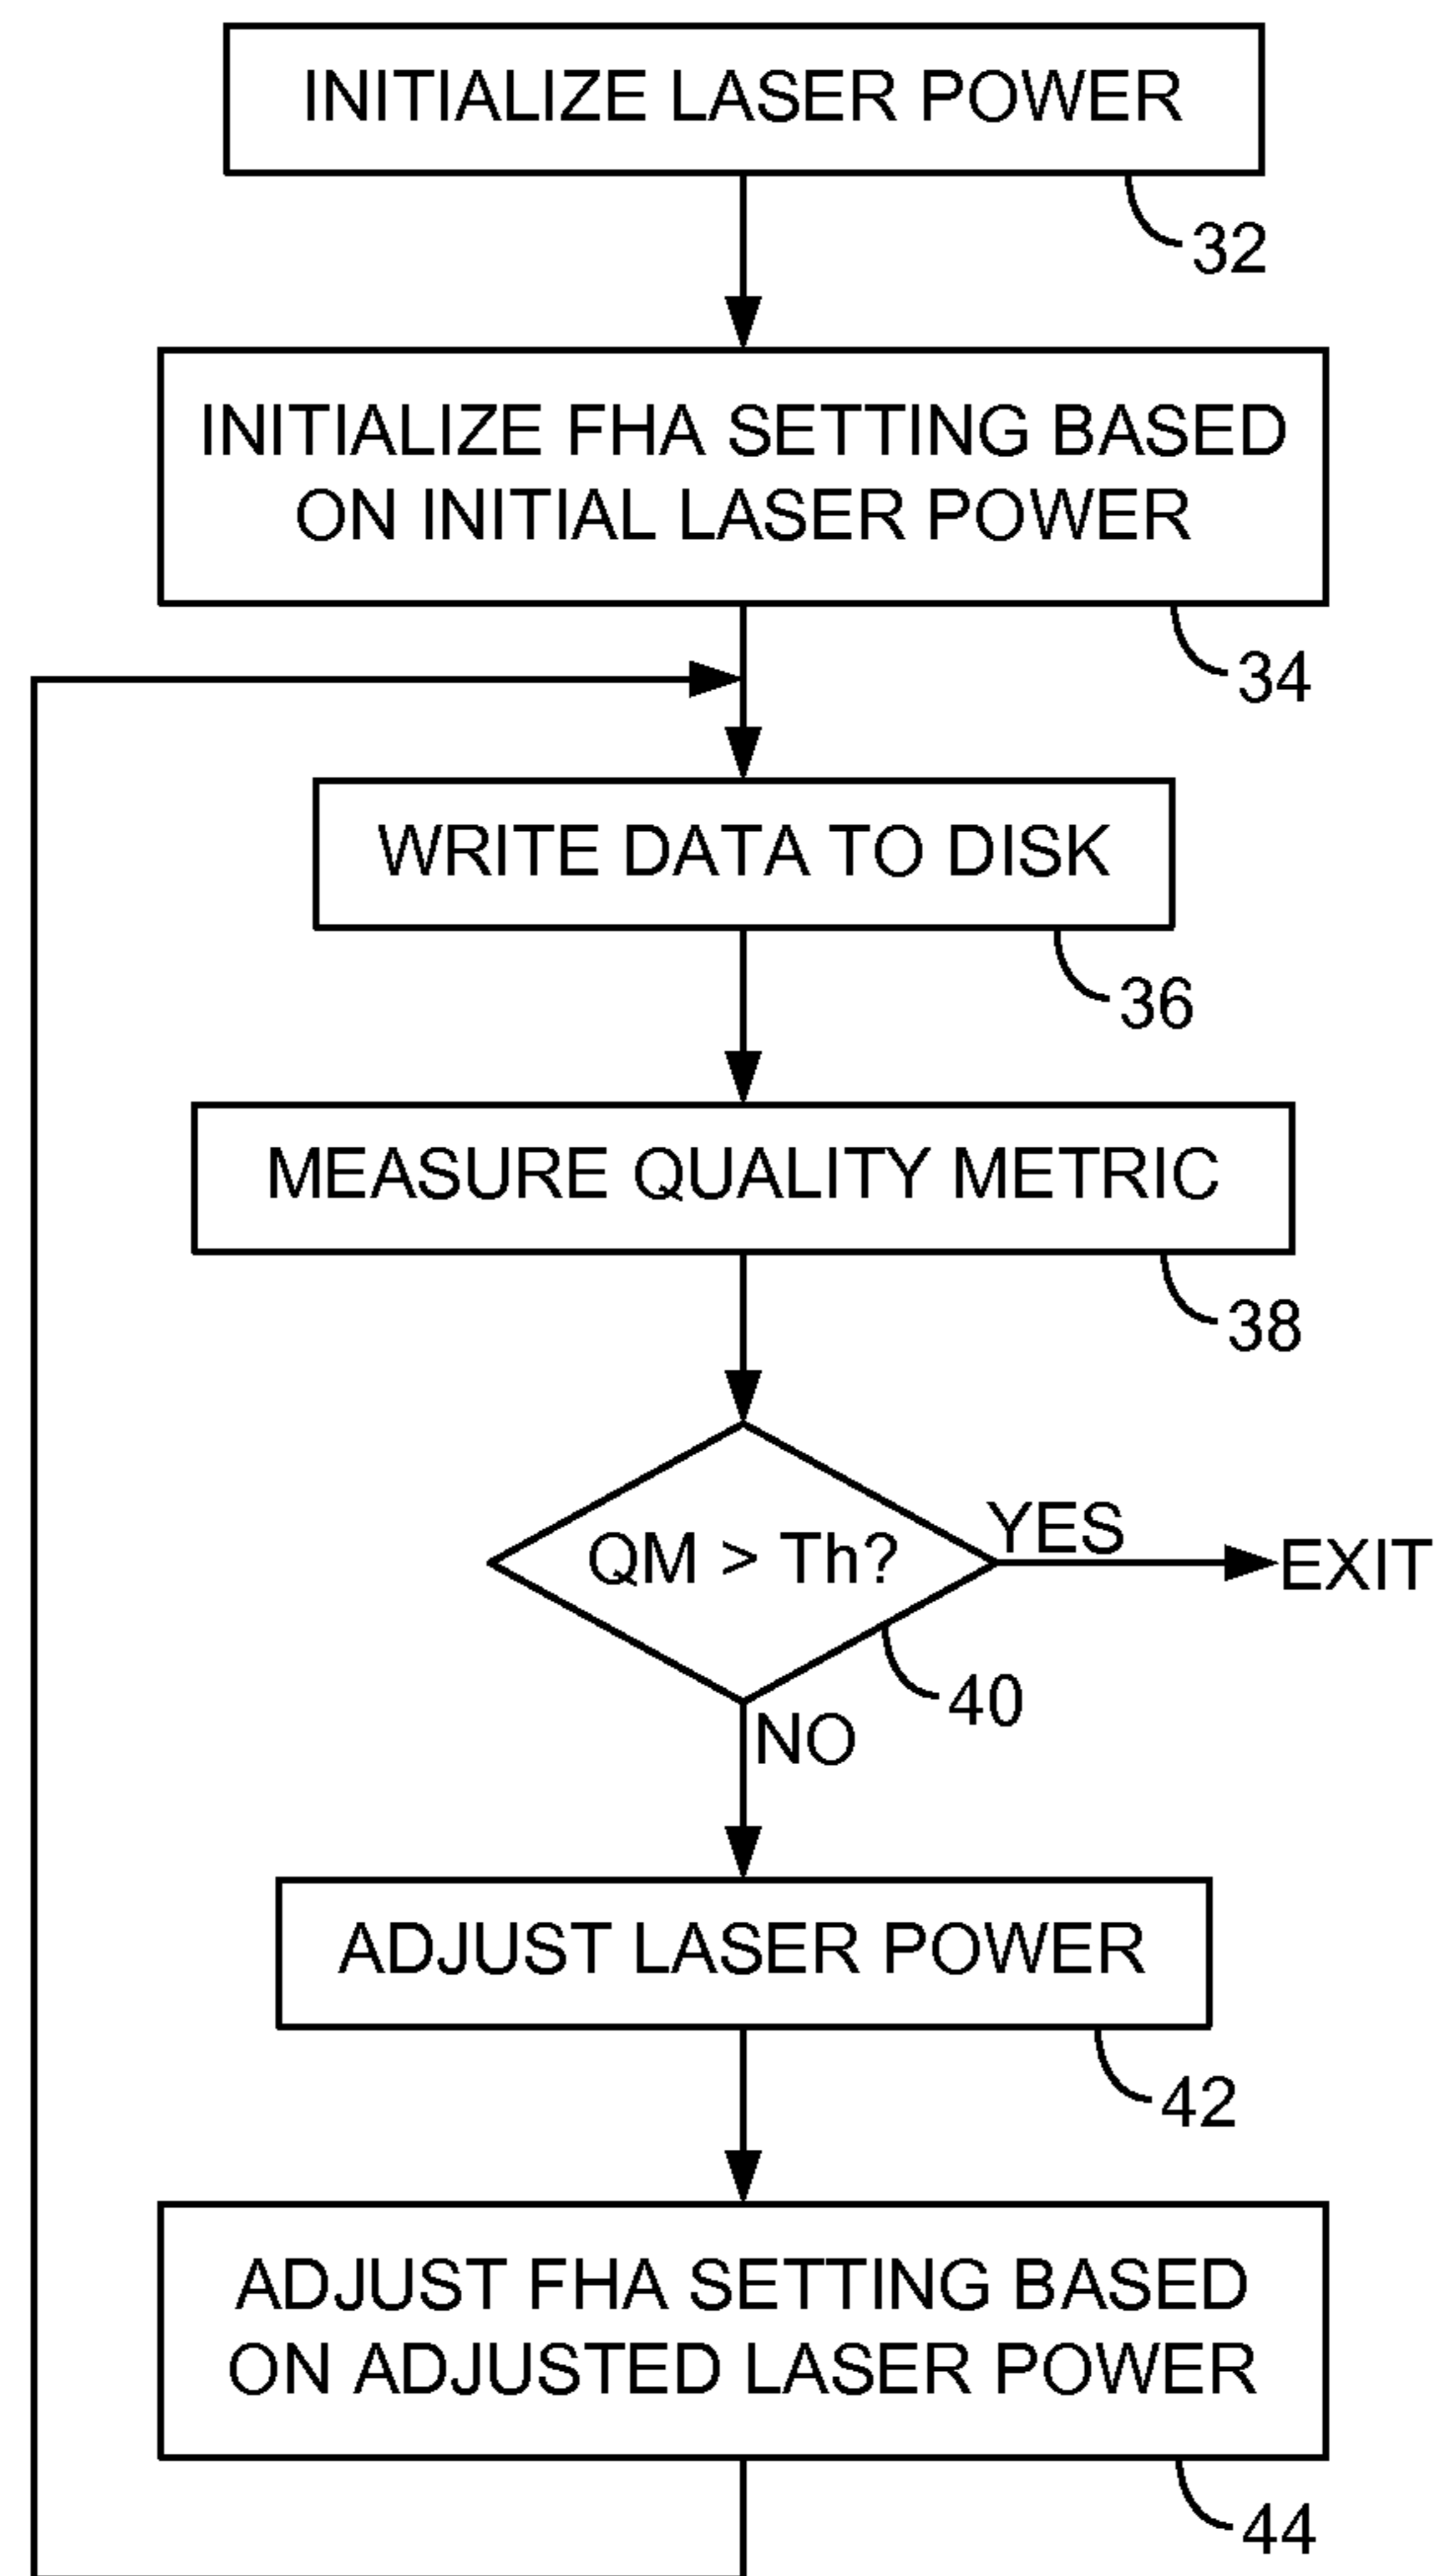 INITIALIZE LASER POWER
32
INITIALIZE FHA SETTING BASED
ON INITIAL LASER POWER
34
WRITE DATA TO DISK
36
MEASURE QUALITY METRIC
38
QM > Th?
YES
EXIT
40
NO
ADJUST LASER POWER
42
ADJUST FHA SETTING BASED
ON ADJUSTED LASER POWER
44